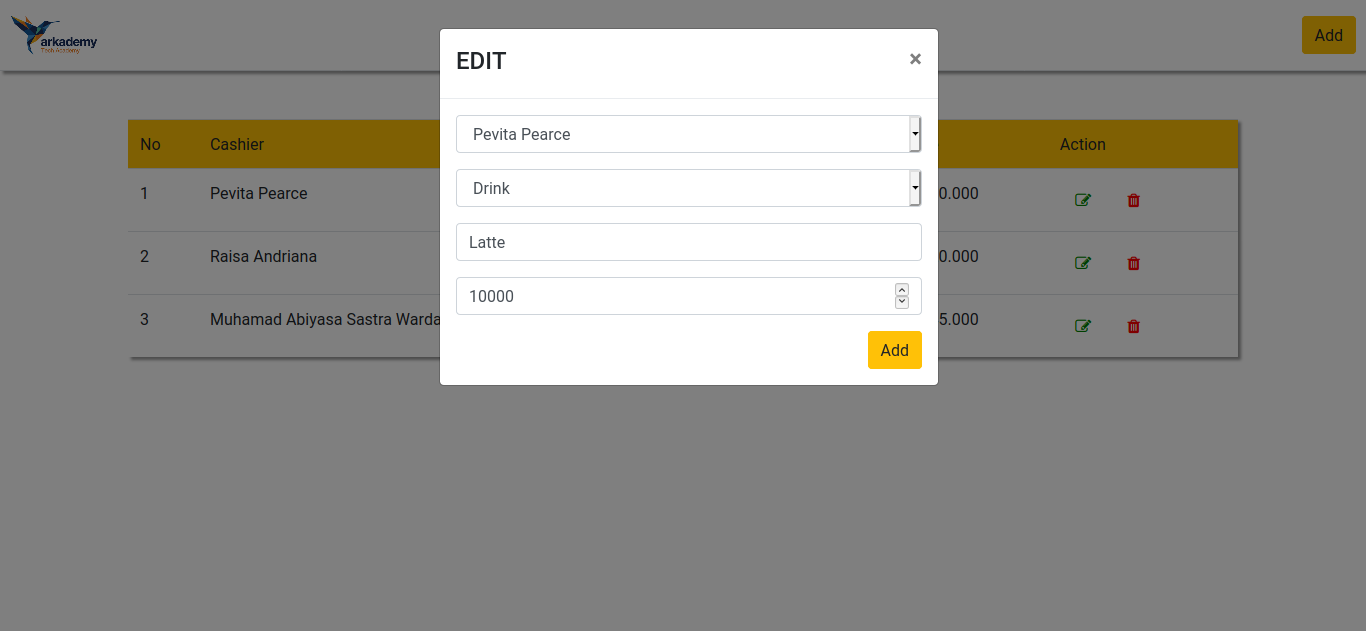 arkademy
Tech Academy
Add
EDIT
×
Pevita Pearce
Drink
Latte
10000
Add
No Cashier Action
1 Pevita Pearce 0.000
2 Raisa Andriana 0.000
3 Muhamad Abiyasa Sastra Warda 5.000